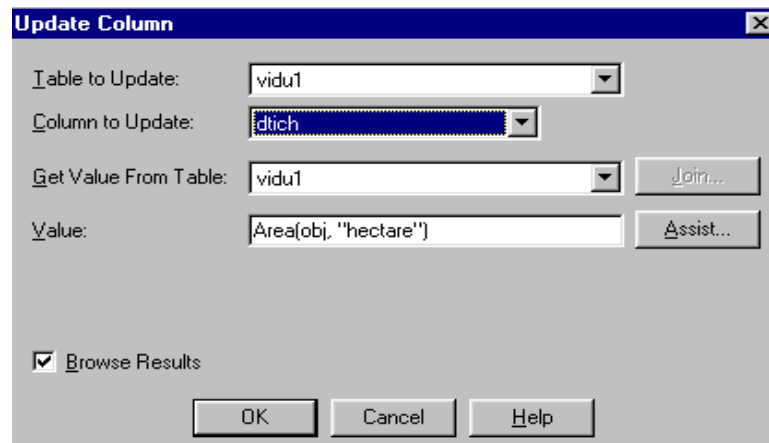 Update Column
Table to Update: vidu1
Column to Update: dtich
Get Value From Table: vidu1 Join...
Value: Area(obj, "hectare") Assist...
Browse Results
OK Cancel Help